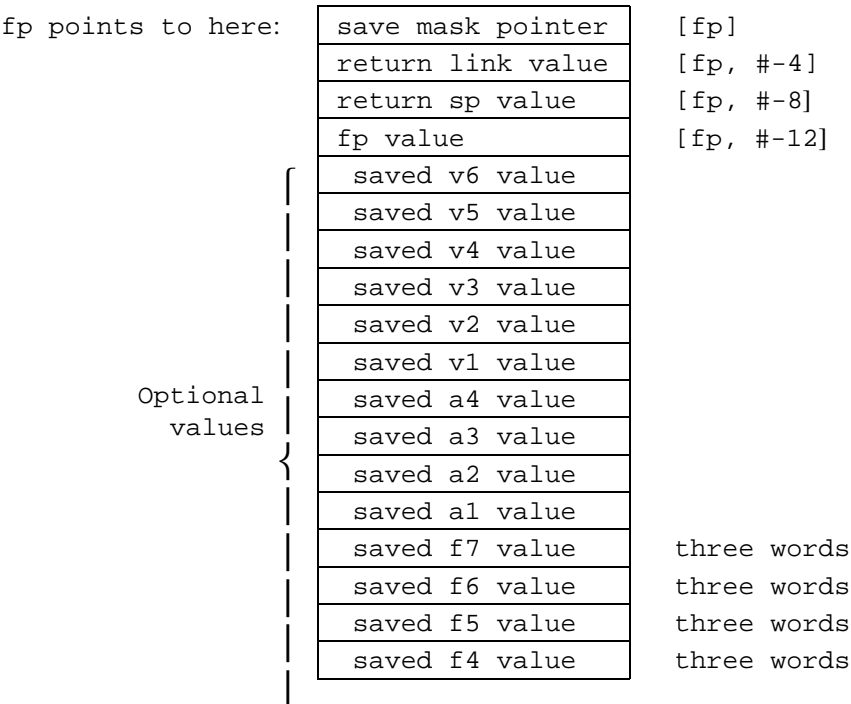 fp points to here: save mask pointer [fp]
return link value [fp, #-4]
return sp value [fp, #-8]
fp value [fp, #-12]
saved v6 value
saved v5 value
saved v4 value
saved v3 value
saved v2 value
saved v1 value
Optional saved a4 value
values saved a3 value
saved a2 value
saved a1 value
saved f7 value three words
saved f6 value three words
saved f5 value three words
saved f4 value three words